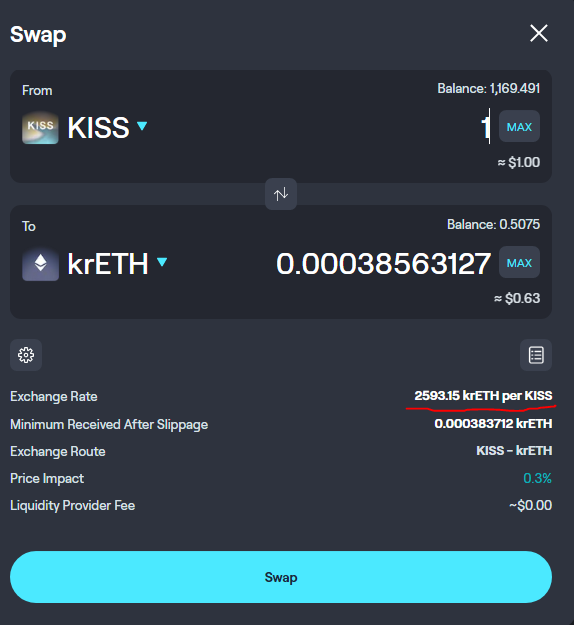 Swap
From
Balance: 1,169.491
KISS KISS
1 MAX
≈ $1.00
To
Balance: 0.5075
krETH
0.00038563127 MAX
≈ $0.63
Exchange Rate 2593.15 krETH per KISS
Minimum Received After Slippage 0.000383712 krETH
Exchange Route KISS - krETH
Price Impact 0.3%
Liquidity Provider Fee ~$0.00
Swap